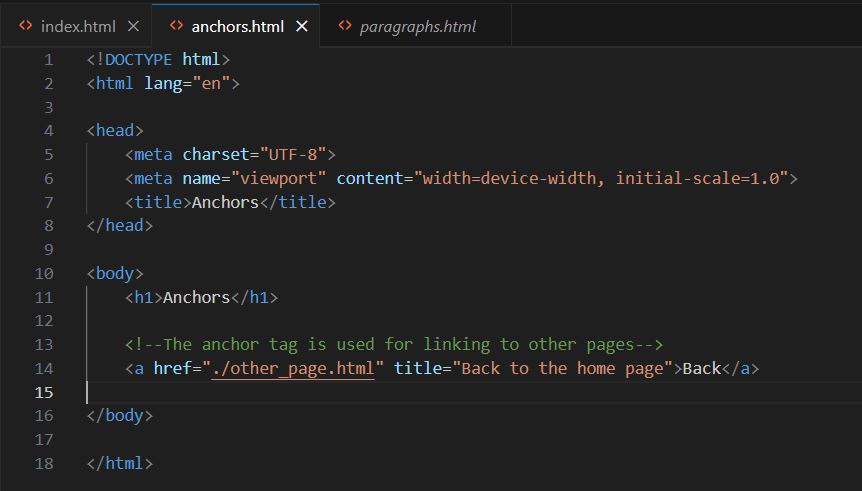 index.html
anchors.html
paragraphs.html
1 <!DOCTYPE html>
2 <html lang="en">
3
4 <head>
5     <meta charset="UTF-8">
6     <meta name="viewport" content="width=device-width, initial-scale=1.0">
7     <title>Anchors</title>
8 </head>
9
10 <body>
11     <h1>Anchors</h1>
12
13     <!--The anchor tag is used for linking to other pages-->
14     <a href="./other_page.html" title="Back to the home page">Back</a>
15
16 </body>
17
18 </html>